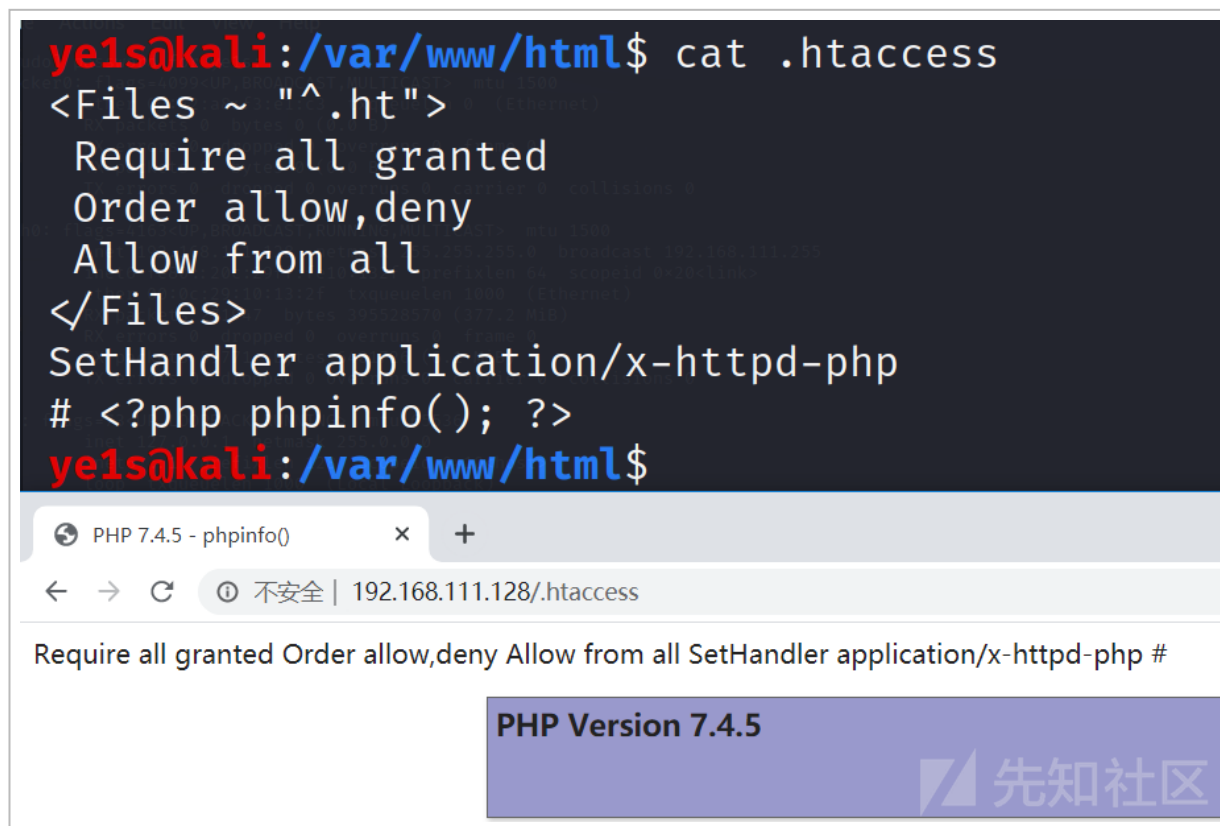 ye1s@kali:/var/www/html$ cat .htaccess
<Files ~ "^.ht">
Require all granted
Order allow,deny
Allow from all
</Files>
SetHandler application/x-httpd-php
# <?php phpinfo(); ?>
ye1s@kali:/var/www/html$
PHP 7.4.5 - phpinfo()
不安全 | 192.168.111.128/.htaccess
Require all granted Order allow,deny Allow from all SetHandler application/x-httpd-php #
PHP Version 7.4.5
先知社区